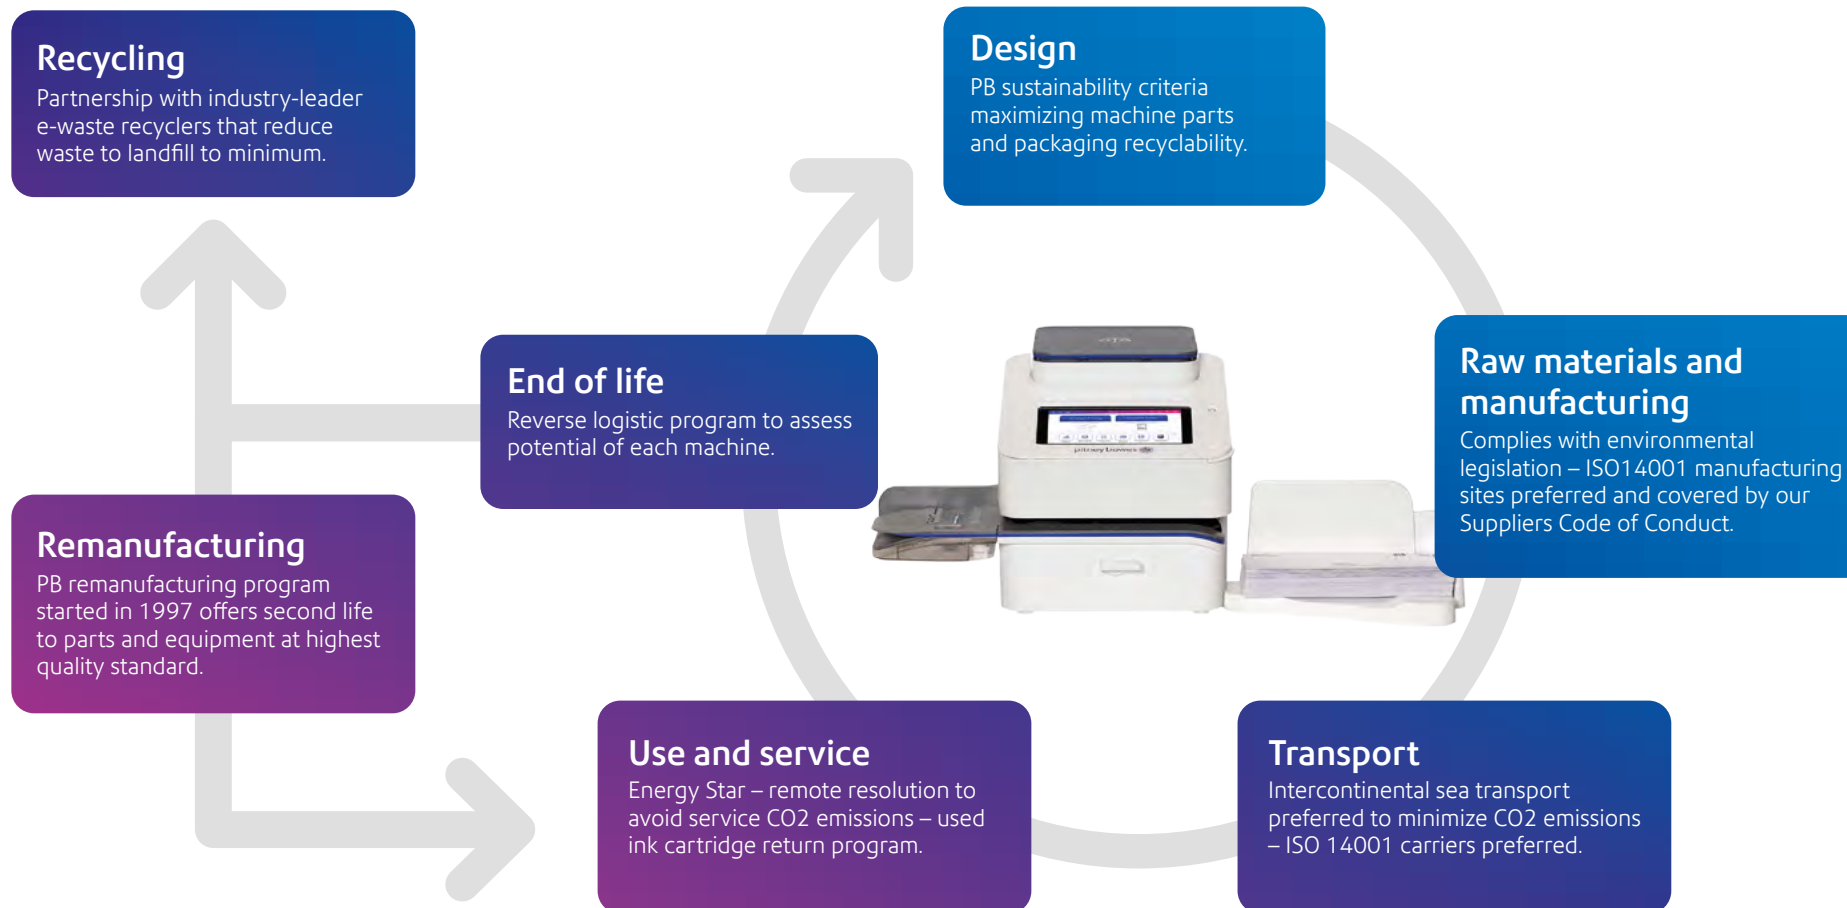 Recycling
Partnership with industry-leader
e-waste recyclers that reduce
waste to landfill to minimum.
Design
PB sustainability criteria
maximizing machine parts
and packaging recyclability.
End of life
Reverse logistic program to assess
potential of each machine.
Raw materials and
manufacturing
Complies with environmental
legislation – ISO14001 manufacturing
sites preferred and covered by our
Suppliers Code of Conduct.
pitney bowes
Remanufacturing
PB remanufacturing program
started in 1997 offers second life
to parts and equipment at highest
quality standard.
Use and service
Energy Star – remote resolution to
avoid service CO2 emissions – used
ink cartridge return program.
Transport
Intercontinental sea transport
preferred to minimize CO2 emissions
– ISO 14001 carriers preferred.